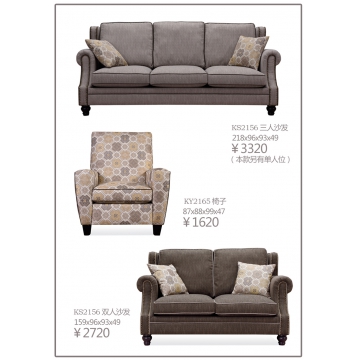 KS2156 三人沙发
218x96x93x49
￥3320
（本款另有单人位）
KY2165 椅子
87x88x99x47
￥1620
KS2156 双人沙发
159x96x93x49
￥2720